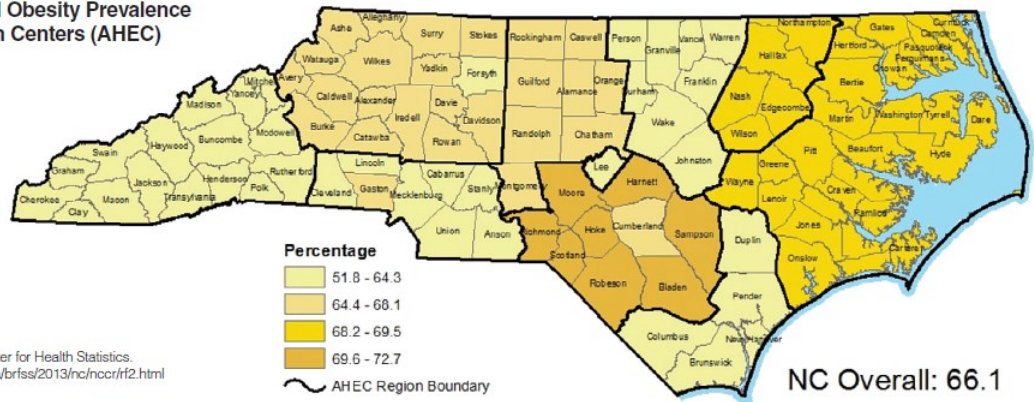 Obesity Prevalence
Centers (AHEC)
Ashe
Alleghany
Surry
Stokes
Rockingham
Caswell
Person
Granville
Vance
Warren
Northampton
Gates
Currituck
Camden
Pasquotank
Perquimans
Chowan
Hertford
Halifax
Watauga
Wilkes
Yadkin
Forsyth
Guilford
Alamance
Orange
Durham
Franklin
Nash
Edgecombe
Bertie
Martin
Washington
Tyrrell
Dare
Mitchell
Avery
Yancey
Madison
Caldwell
Alexander
Iredell
Davie
Davidson
Randolph
Chatham
Wake
Wilson
Pitt
Beaufort
Hyde
Burke
Catawba
Rowan
Johnston
Greene
Swain
Haywood
Buncombe
Mcdowell
Rutherford
Lincoln
Cabarrus
Stanly
Montgomery
Moore
Lee
Harnett
Wayne
Lenoir
Craven
Pamlico
Graham
Cherokee
Clay
Macon
Jackson
Transylvania
Henderson
Polk
Cleveland
Gaston
Mecklenburg
Union
Anson
Richmond
Scotland
Hoke
Cumberland
Sampson
Duplin
Jones
Carteret
Onslow
Robeson
Bladen
Pender
Columbus
New Hanover
Brunswick
Percentage
51.8 - 64.3
64.4 - 68.1
68.2 - 69.5
69.6 - 72.7
AHEC Region Boundary
ter for Health Statistics.
/brfss/2013/nc/nccr/rf2.html
NC Overall: 66.1